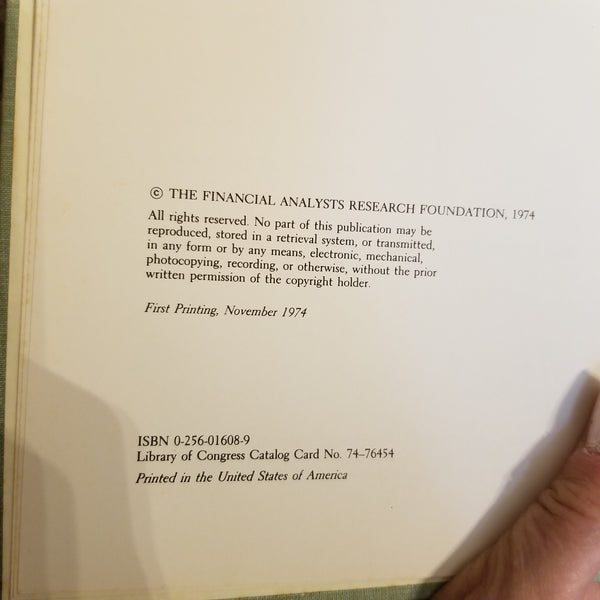 © THE FINANCIAL ANALYSTS RESEARCH FOUNDATION, 1974
All rights reserved. No part of this publication may be
reproduced, stored in a retrieval system, or transmitted,
in any form or by any means, electronic, mechanical,
photocopying, recording, or otherwise, without the prior
written permission of the copyright holder.
First Printing, November 1974
ISBN 0-256-01608-9
Library of Congress Catalog Card No. 74–76454
Printed in the United States of America